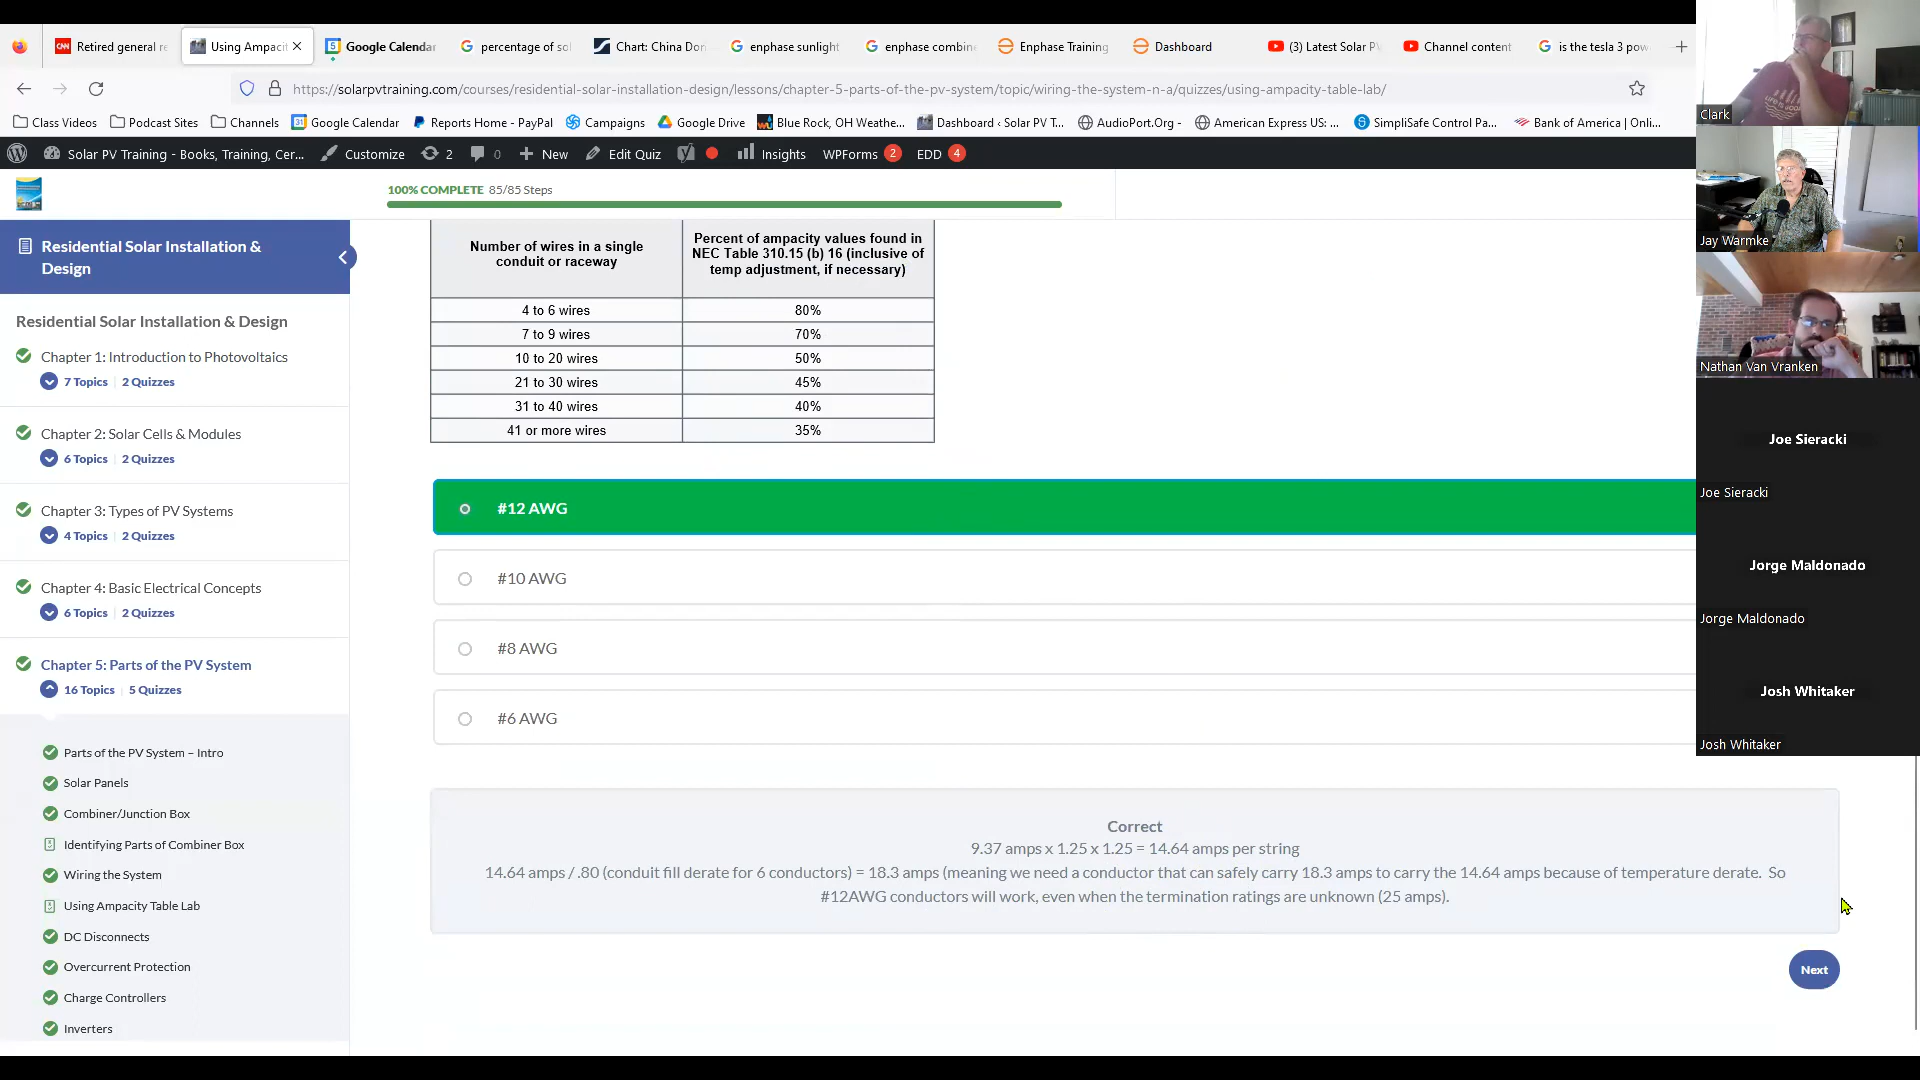 Retired general re
Using Ampacit
Google Calenda
percentage of so
Chart: China Dor
enphase sunlight
enphase combin
Enphase Training
Dashboard
(3) Latest Solar PV
Channel content
is the tesla 3 pow
https://solarpvtraining.com/courses/residential-solar-installation-design/lessons/chapter-5-parts-of-the-pv-system/topic/wiring-the-system-n-a/quizzes/using-ampacity-table-lab/
Class Videos
Podcast Sites
Channels
Google Calendar
Reports Home - PayPal
Campaigns
Google Drive
Blue Rock, OH Weathe...
Dashboard ‹ Solar PV T...
AudioPort.Org -
American Express US: ...
SimpliSafe Control Pa...
Bank of America | Onli...
Solar PV Training - Books, Training, Cer...
Customize
2
0
New
Edit Quiz
Insights
WPForms 2
EDD 4
100% COMPLETE 85/85 Steps
Residential Solar Installation &
Design
Residential Solar Installation & Design
Chapter 1: Introduction to Photovoltaics
7 Topics | 2 Quizzes
Chapter 2: Solar Cells & Modules
6 Topics | 2 Quizzes
Chapter 3: Types of PV Systems
4 Topics | 2 Quizzes
Chapter 4: Basic Electrical Concepts
6 Topics | 2 Quizzes
Chapter 5: Parts of the PV System
16 Topics | 5 Quizzes
Parts of the PV System – Intro
Solar Panels
Combiner/Junction Box
Identifying Parts of Combiner Box
Wiring the System
Using Ampacity Table Lab
DC Disconnects
Overcurrent Protection
Charge Controllers
Inverters
Number of wires in a single
conduit or raceway
Percent of ampacity values found in
NEC Table 310.15 (b) 16 (inclusive of
temp adjustment, if necessary)
4 to 6 wires 80%
7 to 9 wires 70%
10 to 20 wires 50%
21 to 30 wires 45%
31 to 40 wires 40%
41 or more wires 35%
#12 AWG
#10 AWG
#8 AWG
#6 AWG
Correct
9.37 amps x 1.25 x 1.25 = 14.64 amps per string
14.64 amps / .80 (conduit fill derate for 6 conductors) = 18.3 amps (meaning we need a conductor that can safely carry 18.3 amps to carry the 14.64 amps because of temperature derate. So
#12AWG conductors will work, even when the termination ratings are unknown (25 amps).
Next
Clark
Jay Warmke
Nathan Van Vranken
Joe Sieracki
Joe Sieracki
Jorge Maldonado
Jorge Maldonado
Josh Whitaker
Josh Whitaker